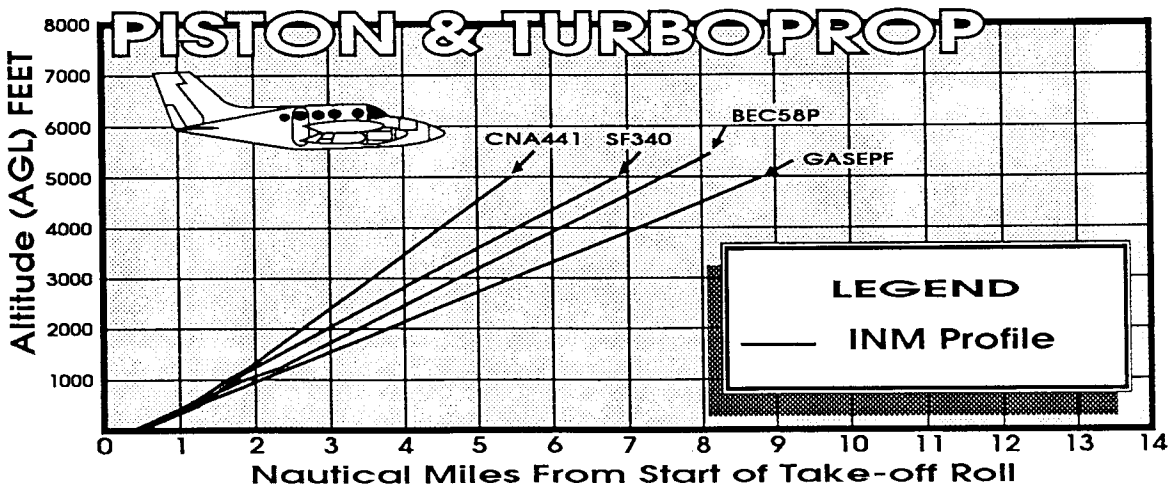 PISTON & TURBOPROP
Altitude (AGL) FEET
8000
7000
6000
5000
4000
3000
2000
1000
BEC58P
CNA441 SF340
GASEPF
LEGEND
INM Profile
0 1 2 3 4 5 6 7 8 9 10 11 12 13 14
Nautical Miles From Start of Take-off Roll